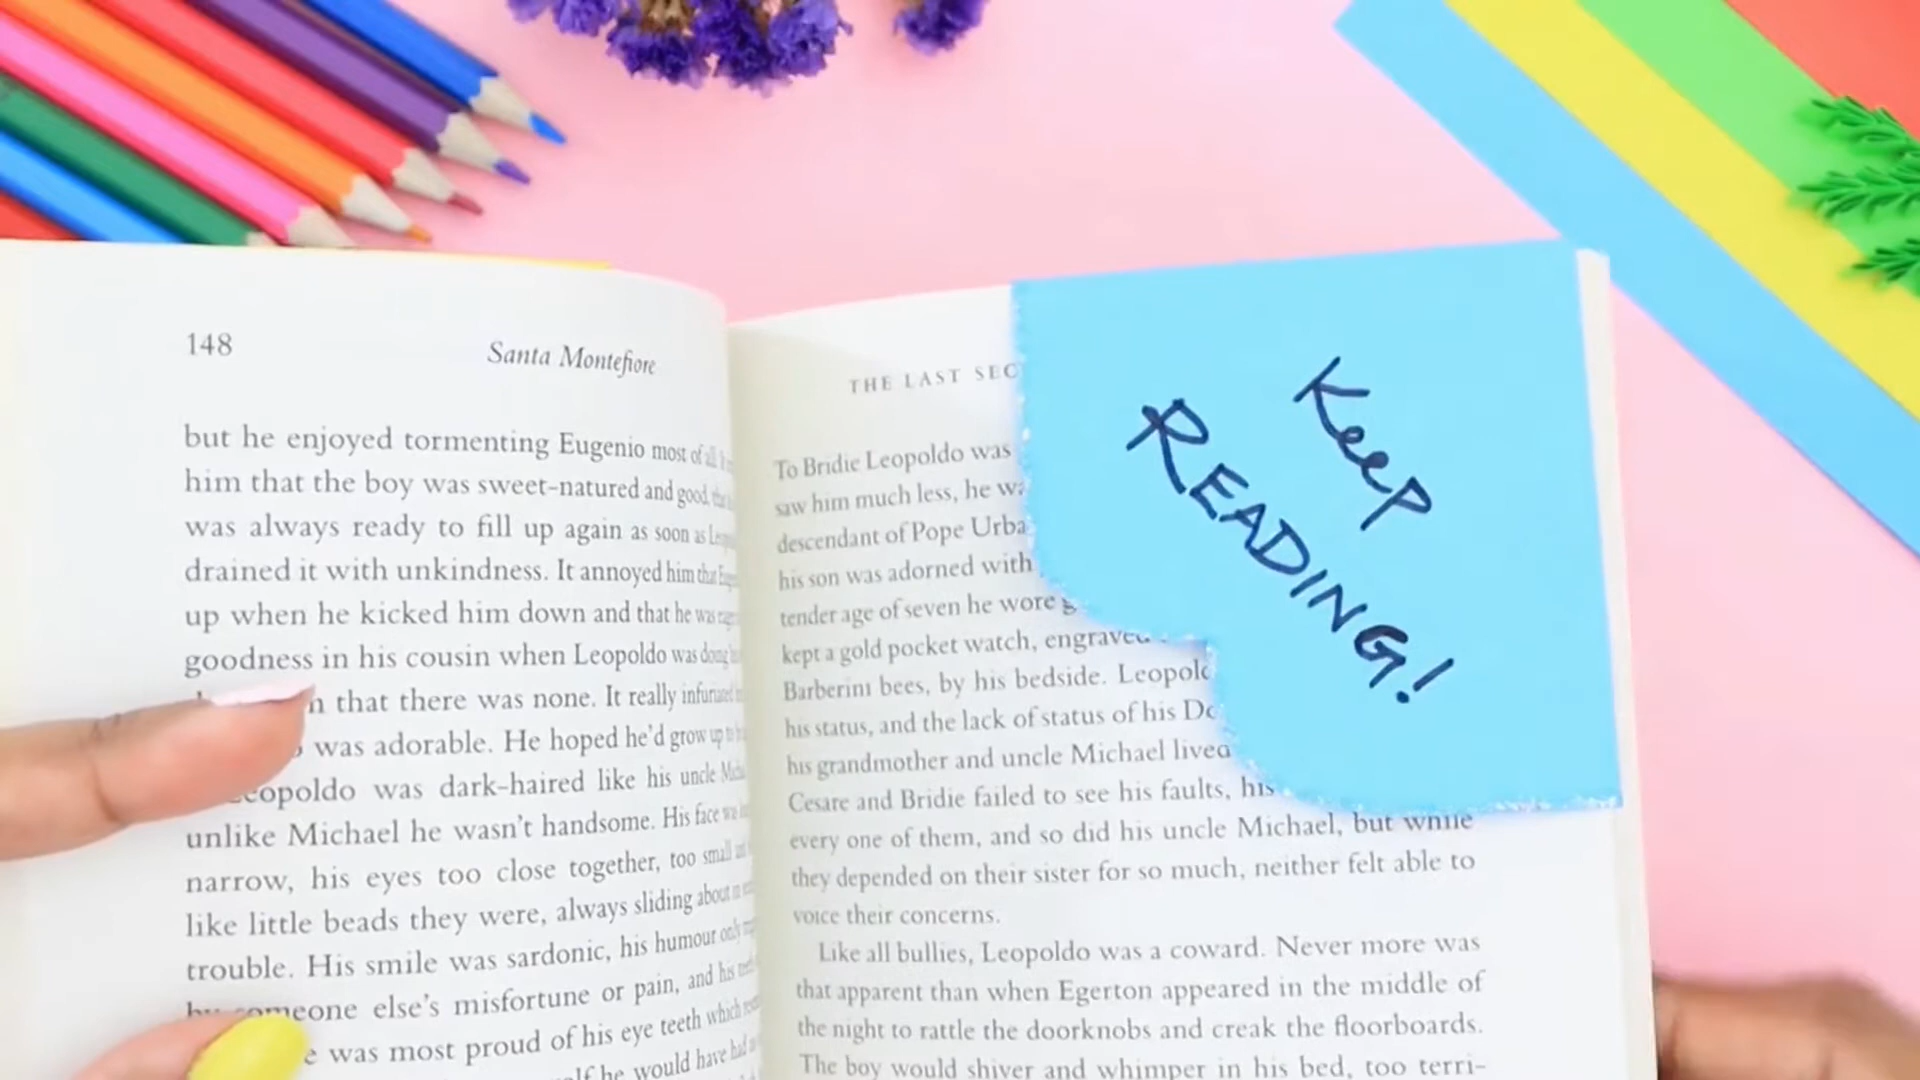 148
Santa Montefiore
but he enjoyed tormenting Eugenio most of all
him that the boy was sweet-natured and good
was always ready to fill up again as soon as
drained it with unkindness. It annoyed him that
up when he kicked him down and that he was
goodness in his cousin when Leopoldo was doing
that there was none. It really
was adorable. He hoped he'd grow up to
Leopoldo was dark-haired like his uncle
unlike Michael he wasn't handsome. His face was
narrow, his eyes too close together, too small
like little beads they were, always sliding about
trouble. His smile was sardonic, his humour only
by someone else's misfortune or pain, and his
was most proud of his eye teeth which
he would have had
THE LAST SEC
To Bridie Leopoldo was
saw him much less, he
descendant of Pope Urba
his son was adorned with
tender age of seven he wore
kept a gold pocket watch, engraved
Barberini bees, by his bedside. Leopold
his status, and the lack of status of his
his grandmother and uncle Michael lived
Cesare and Bridie failed to see his faults, his
every one of them, and so did his uncle Michael, but while
they depended on their sister for so much, neither felt able to
voice their concerns.
Like all bullies, Leopoldo was a coward. Never more was
that apparent than when Egerton appeared in the middle of
the night to rattle the doorknobs and creak the floorboards.
The boy would shiver and whimper in his bed, too terri-
Keep
READING!